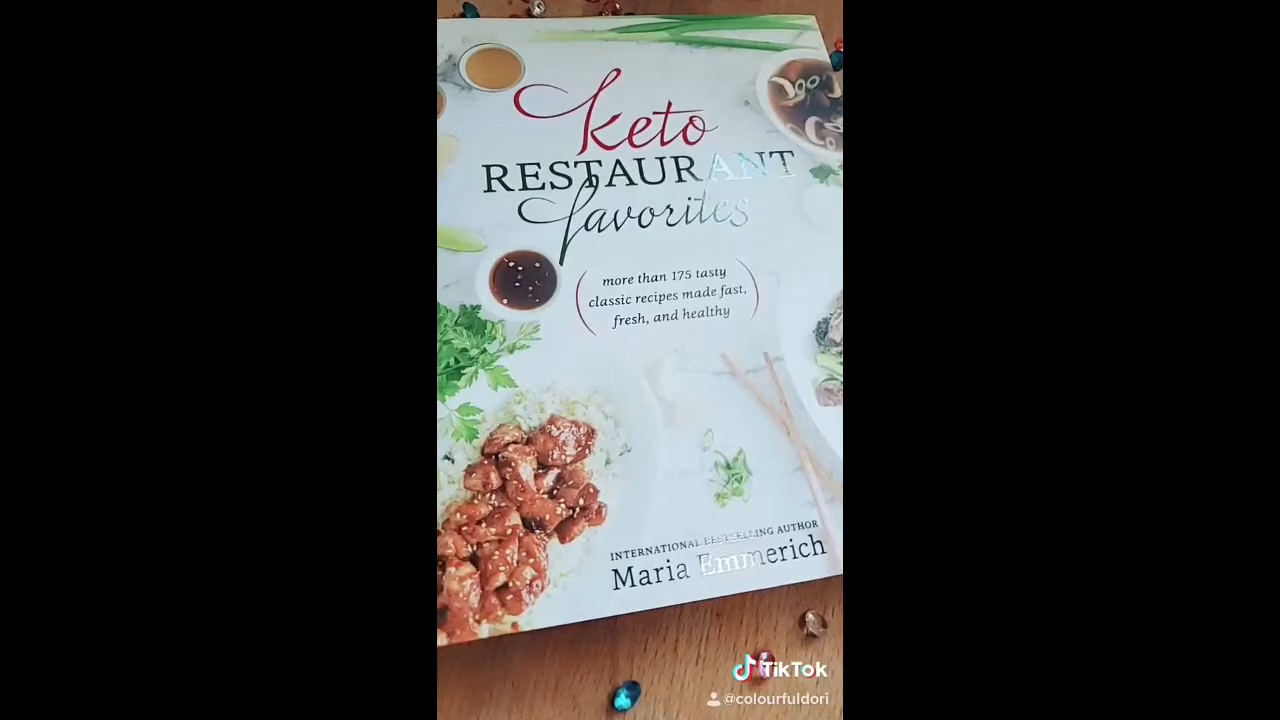 keto
RESTAURANT
favorites
more than 175 tasty
classic recipes made fast,
fresh, and healthy
INTERNATIONAL BESTSELLING AUTHOR
Maria Emmerich
TikTok
@colourfuldori